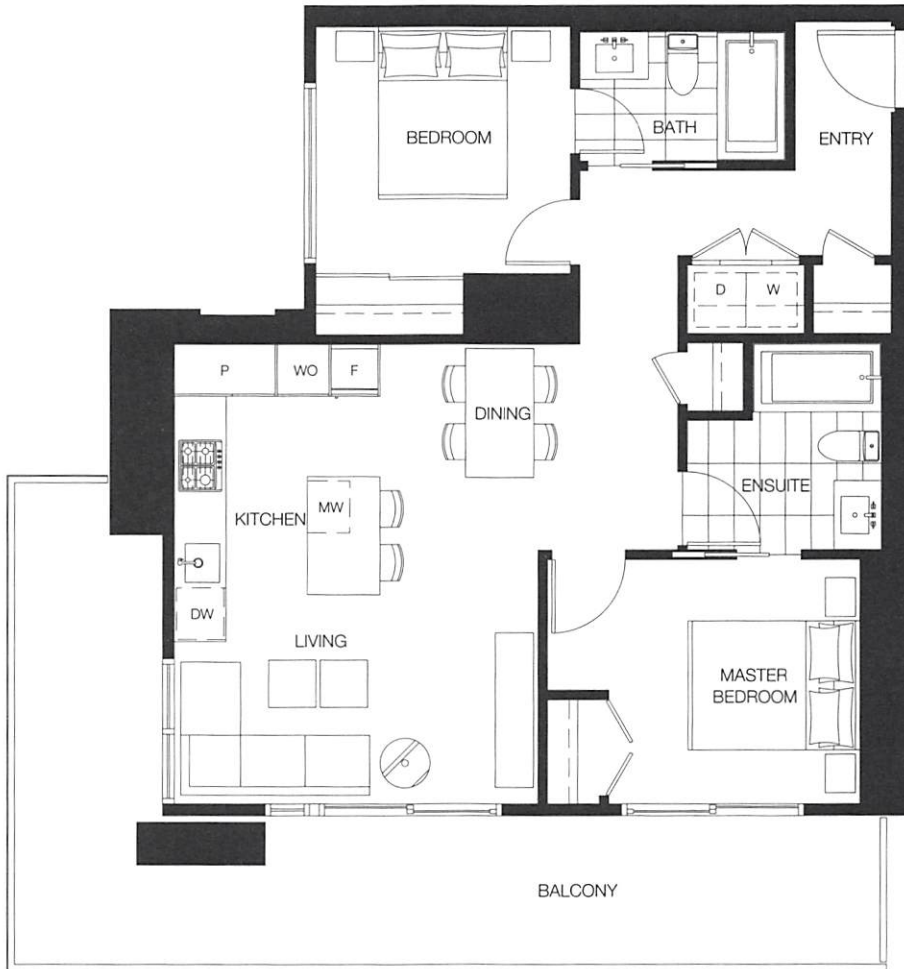 BEDROOM
BATH
ENTRY
D
W
P
WO
F
DINING
KITCHEN
MW
ENSUITE
DW
LIVING
MASTER
BEDROOM
BALCONY